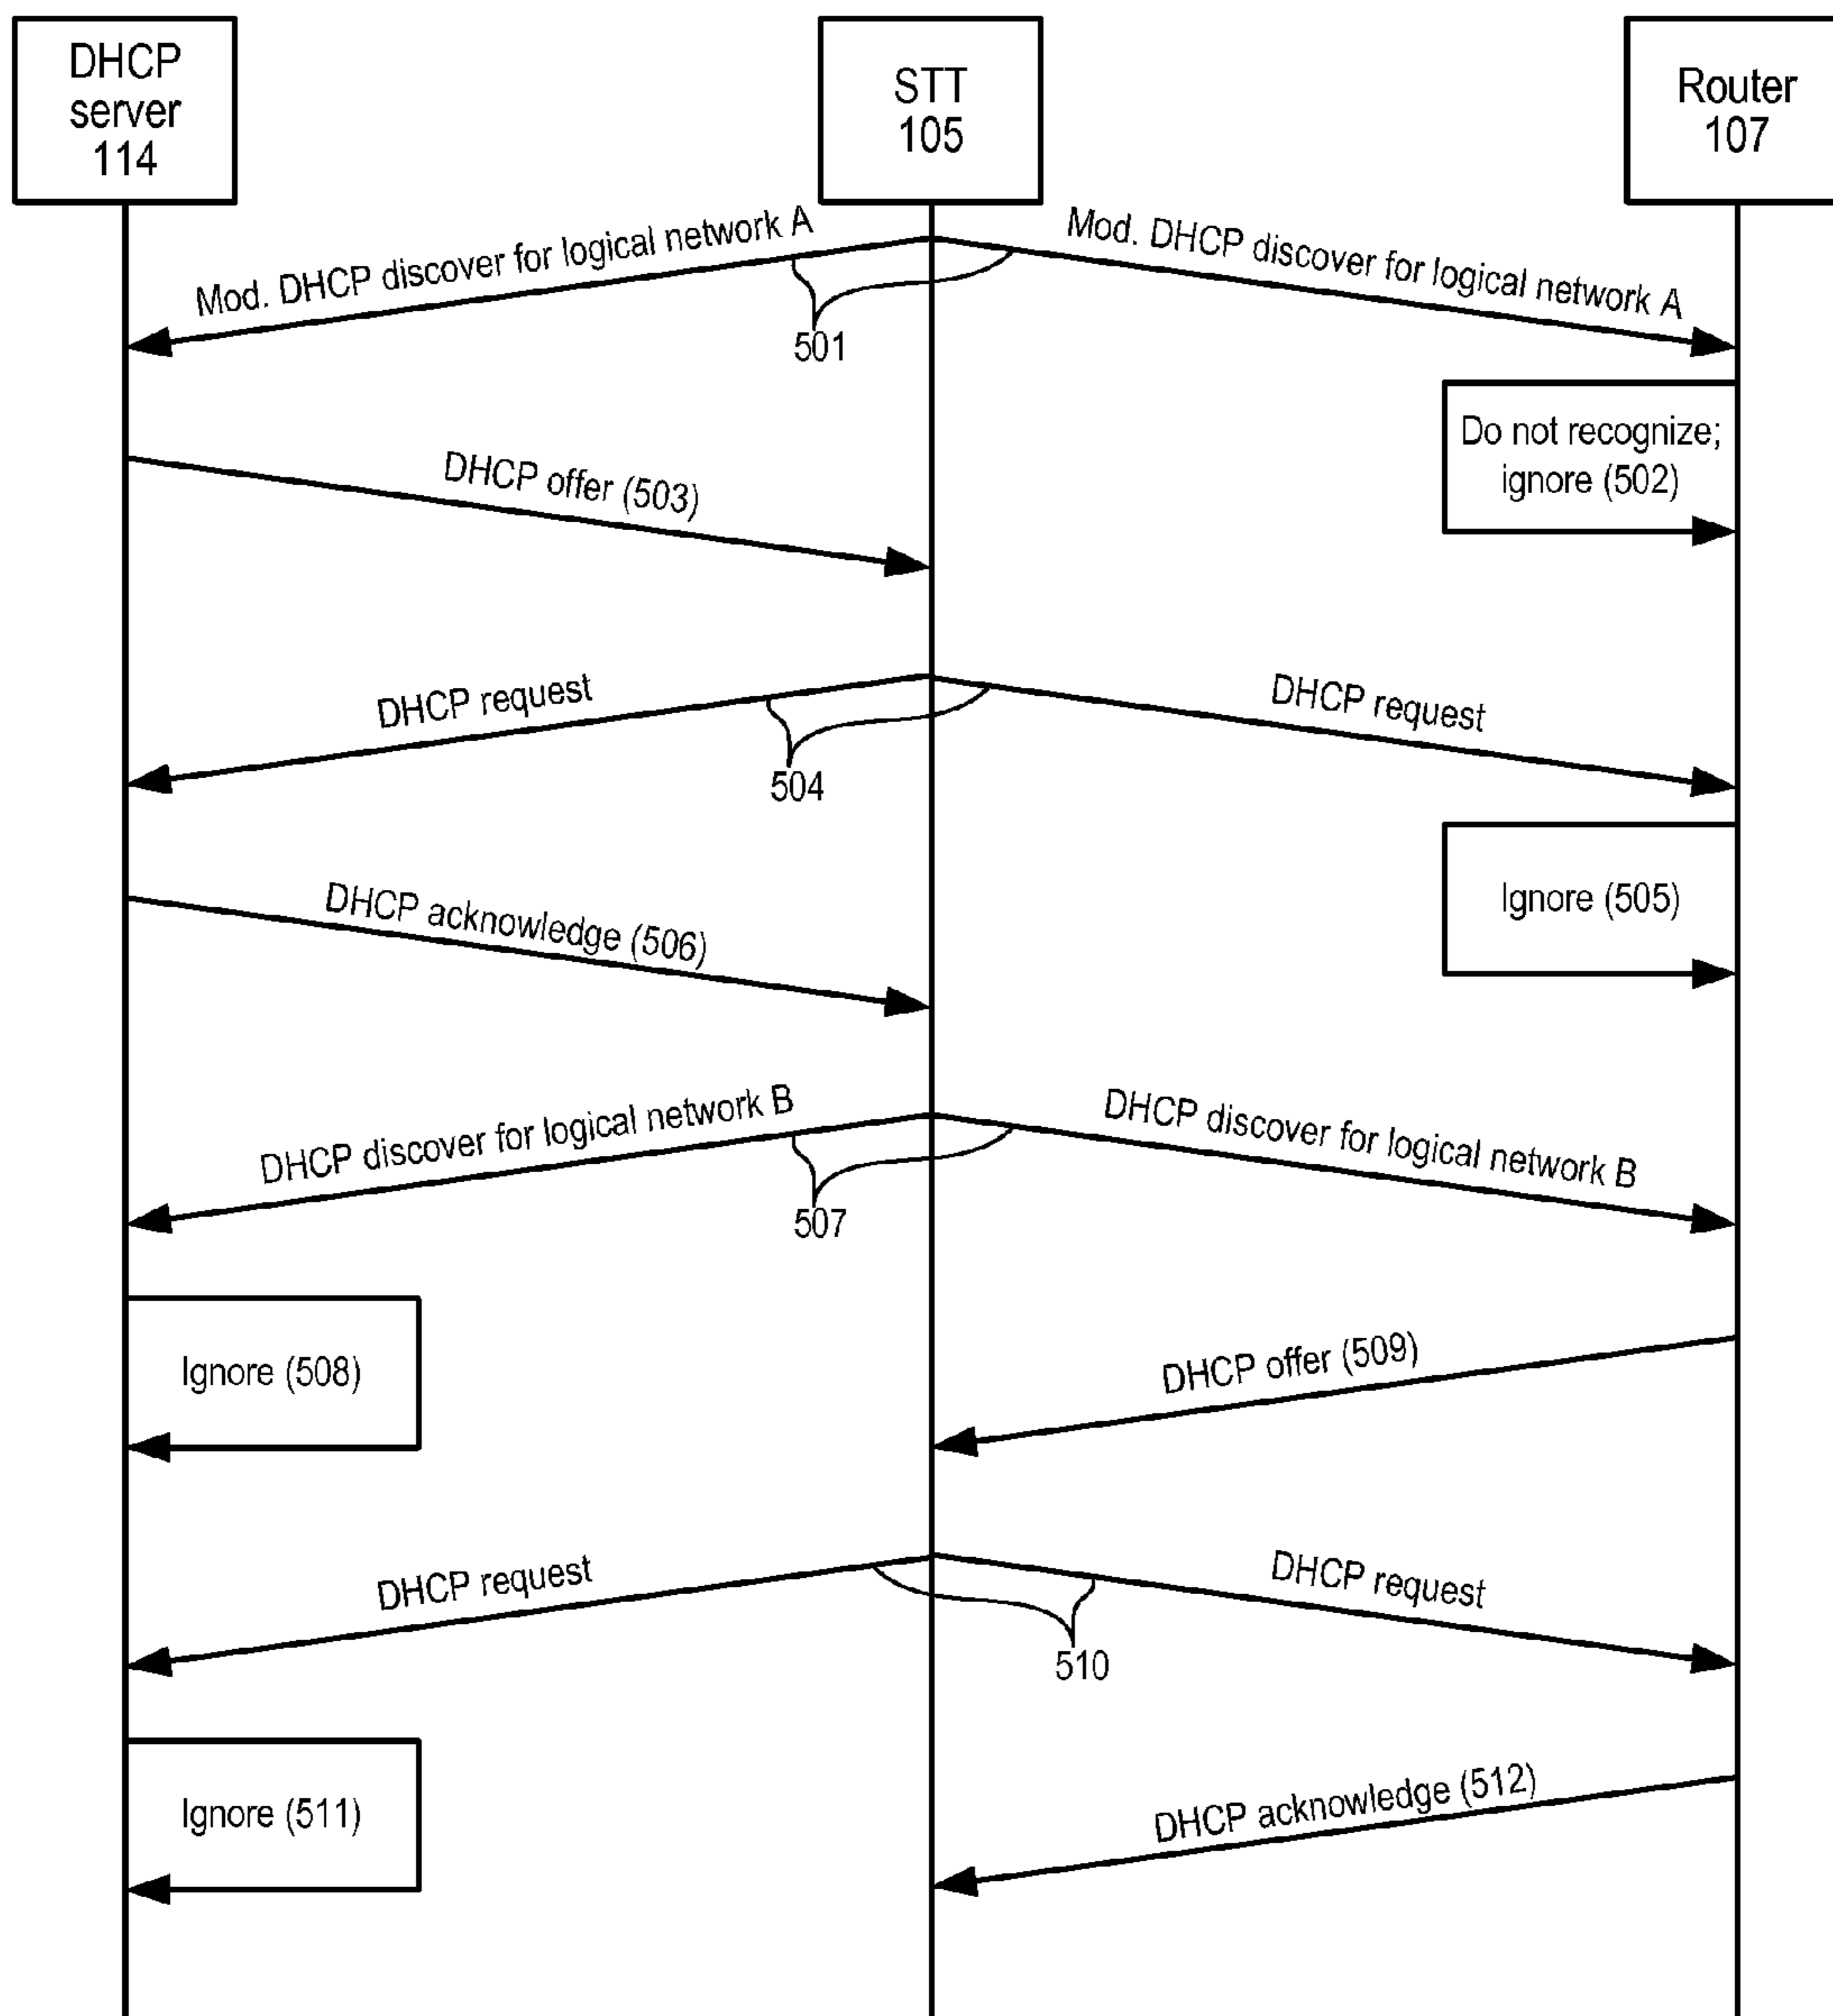 DHCP
server
114
STT
105
Router
107
Mod. DHCP discover for logical network A
Mod. DHCP discover for logical network A
501
Do not recognize;
ignore (502)
DHCP offer (503)
DHCP request
DHCP request
504
Ignore (505)
DHCP acknowledge (506)
DHCP discover for logical network B
DHCP discover for logical network B
507
Ignore (508)
DHCP offer (509)
DHCP request
DHCP request
510
Ignore (511)
DHCP acknowledge (512)